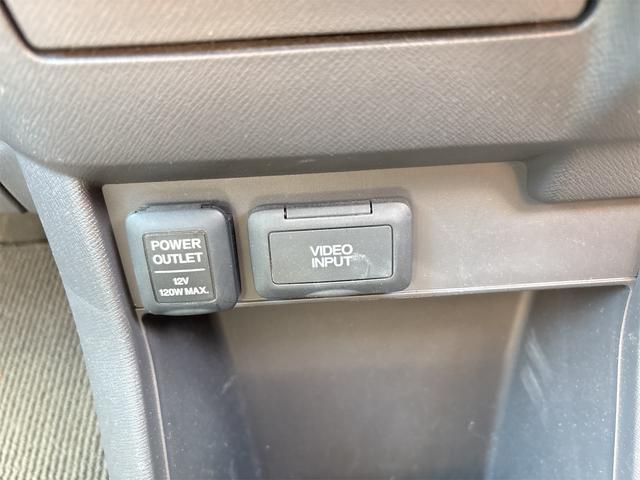 POWER
OUTLET
12V
120W MAX.
VIDEO
INPUT